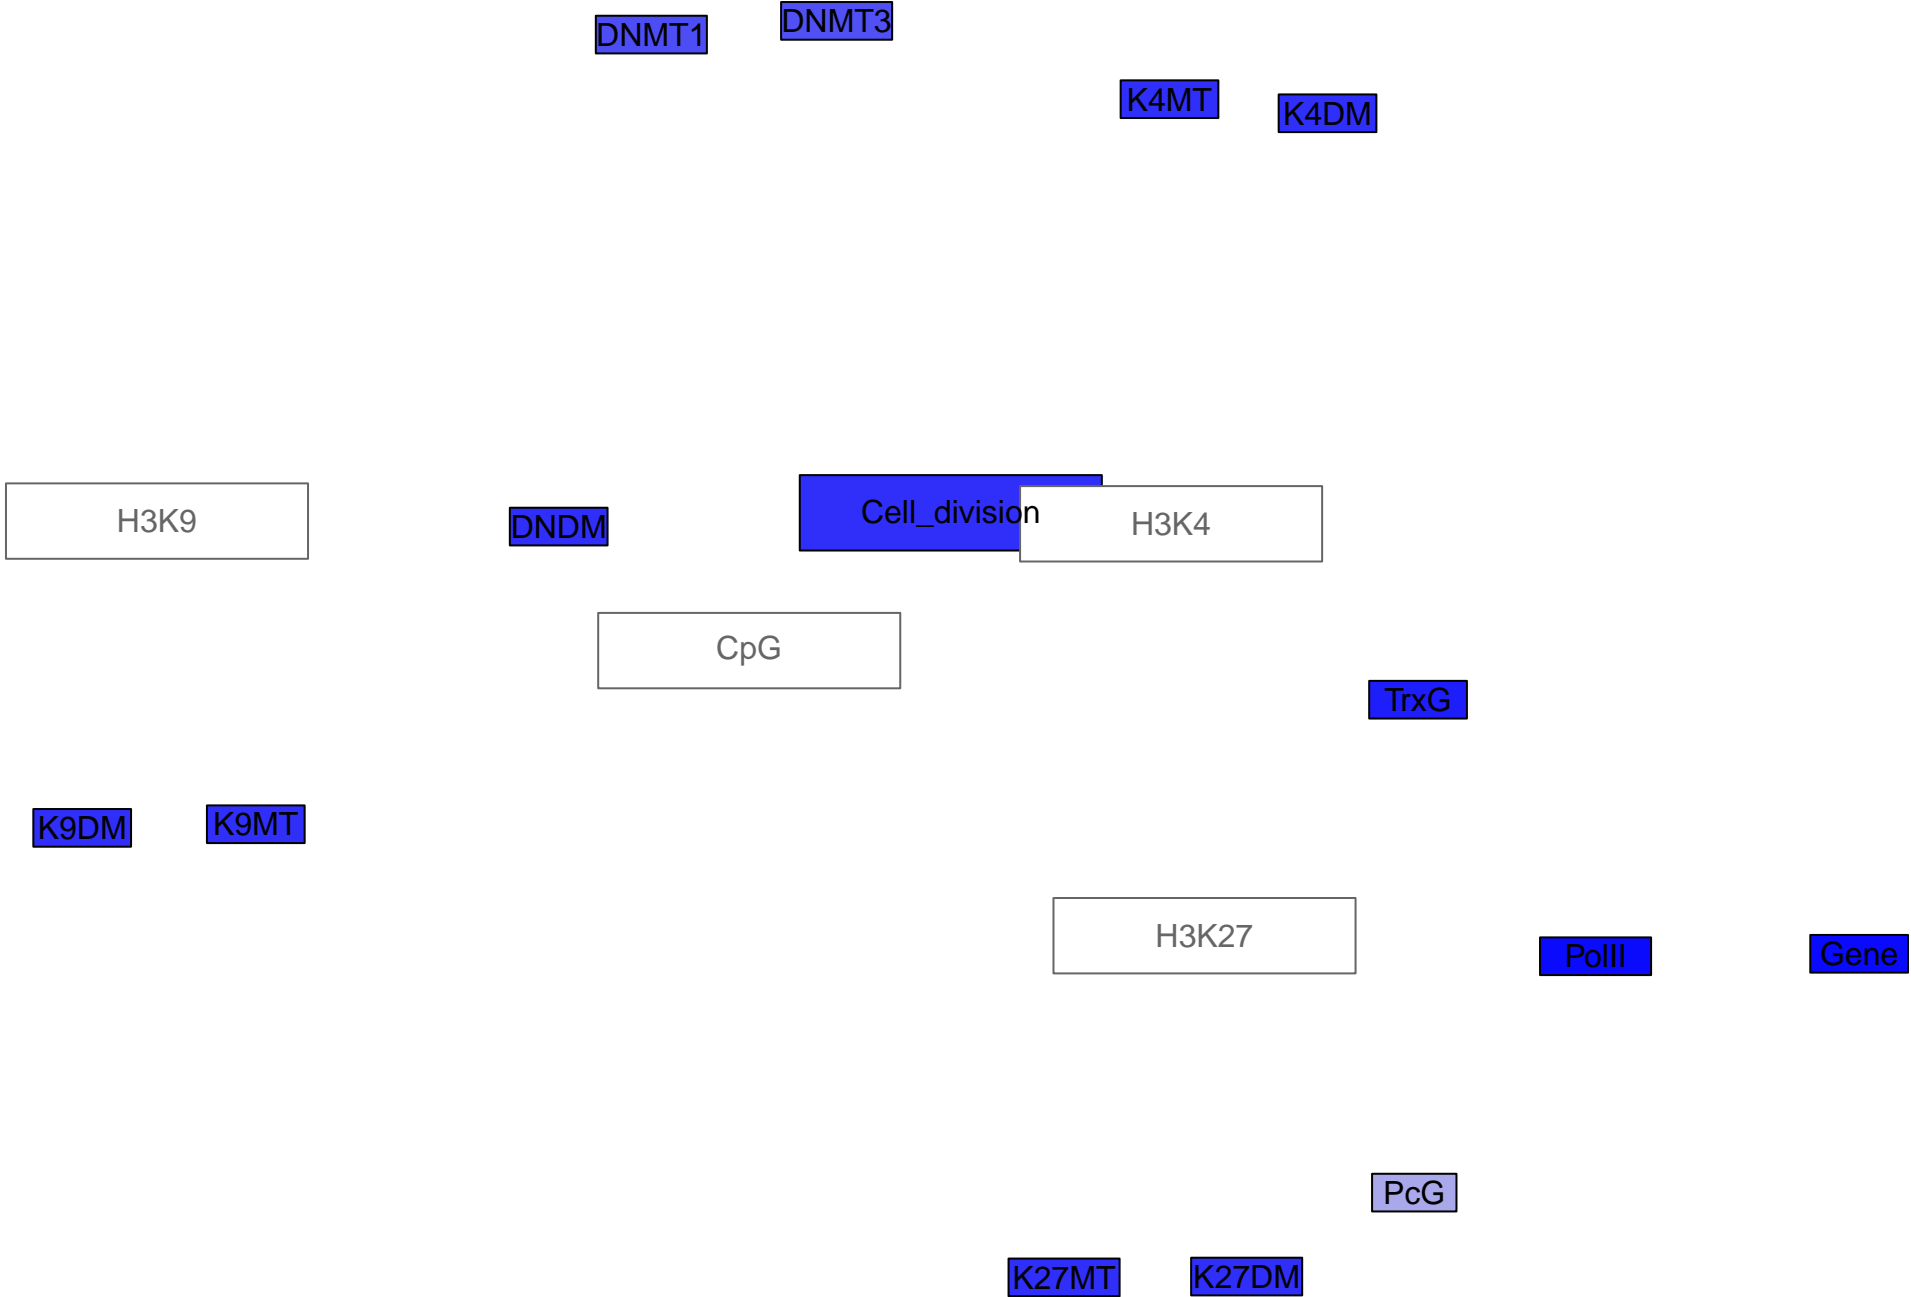 DNMT1
DNMT3
K4MT
K4DM
H3K9
DNDM
Cell_division
H3K4
CpG
TrxG
K9DM
K9MT
H3K27
PolII
Gene
PcG
K27MT
K27DM